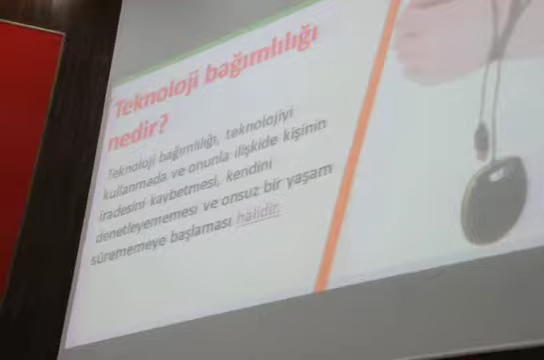 Teknoloji bağımlılığı
nedir?
Teknoloji bağımlılığı, teknolojiyi
kullanmada ve onunla ilişkide kişinin
iradesini kaybetmesi, kendini
denetleyememesi ve onsuz bir yaşam
sürememeye başlaması halidir.